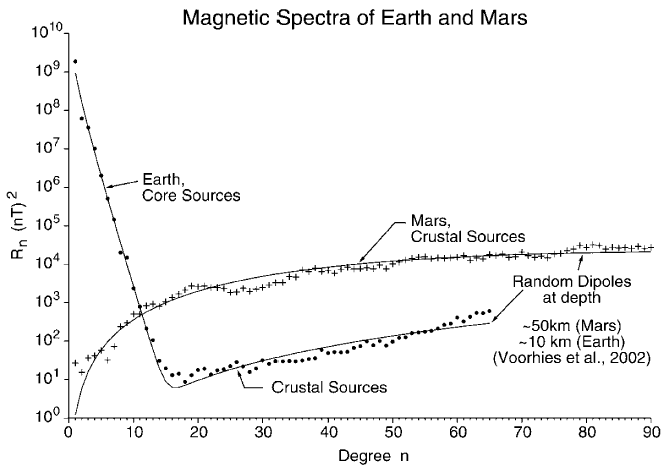 Magnetic Spectra of Earth and Mars
10^10
10^9
10^8
10^7
10^6
10^5
10^4
10^3
10^2
10^1
10^0
R_n (nT)^2
Earth,
Core Sources
Mars,
Crustal Sources
Random Dipoles
at depth
~50km (Mars)
~10 km (Earth)
(Voorhies et al., 2002)
Crustal Sources
0 10 20 30 40 50 60 70 80 90
Degree n